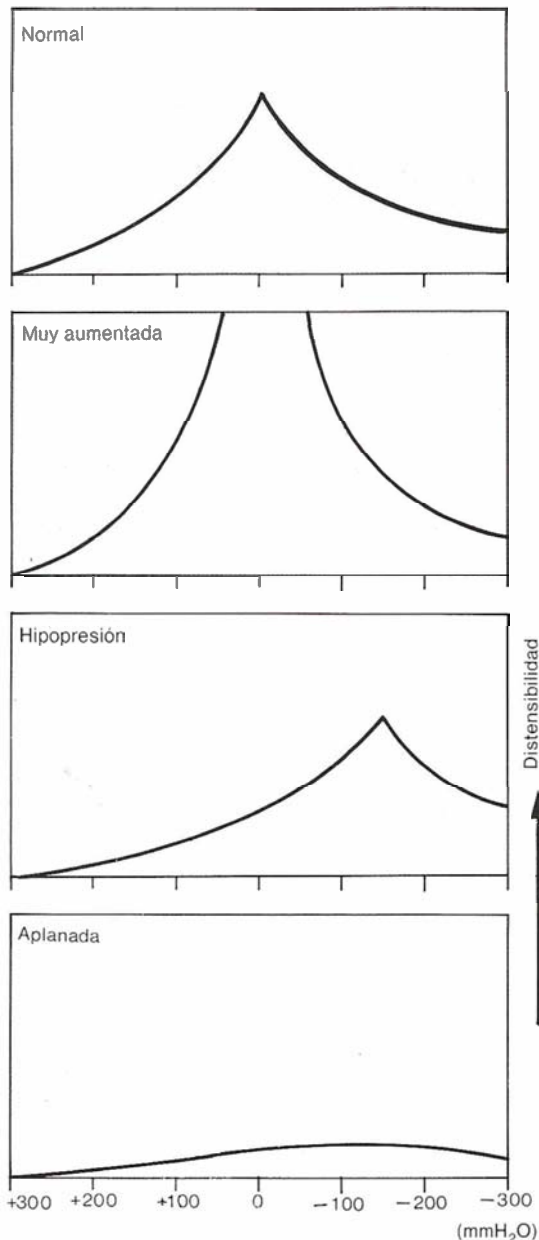 Normal
Muy aumentada
Hipopresión
Distensibilidad
Aplanada
+300 +200 +100 0 −100 −200 −300
(mmH₂O)